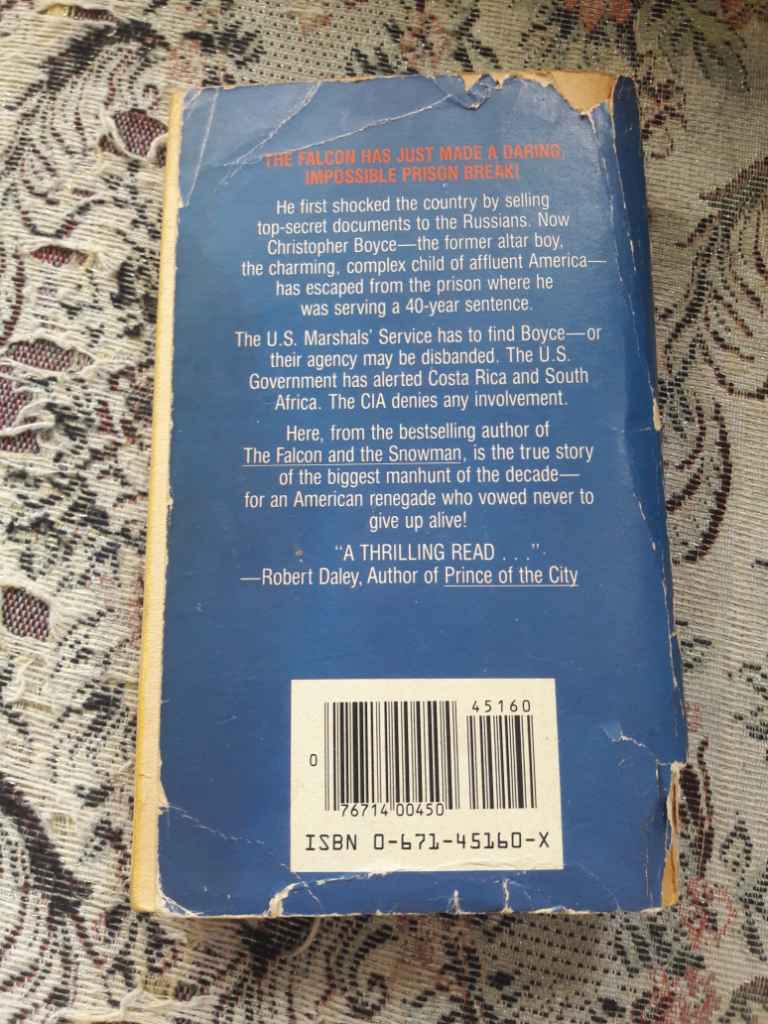 THE FALCON HAS JUST MADE A DARING,
IMPOSSIBLE PRISON BREAK!
He first shocked the country by selling
top-secret documents to the Russians. Now
Christopher Boyce—the former altar boy,
the charming, complex child of affluent America—
has escaped from the prison where he
was serving a 40-year sentence.
The U.S. Marshals' Service has to find Boyce—or
their agency may be disbanded. The U.S.
Government has alerted Costa Rica and South
Africa. The CIA denies any involvement.
Here, from the bestselling author of
The Falcon and the Snowman, is the true story
of the biggest manhunt of the decade—
for an American renegade who vowed never to
give up alive!
"A THRILLING READ . . ."
—Robert Daley, Author of Prince of the City
45160
0
76714 00450
ISBN 0-671-45160-X